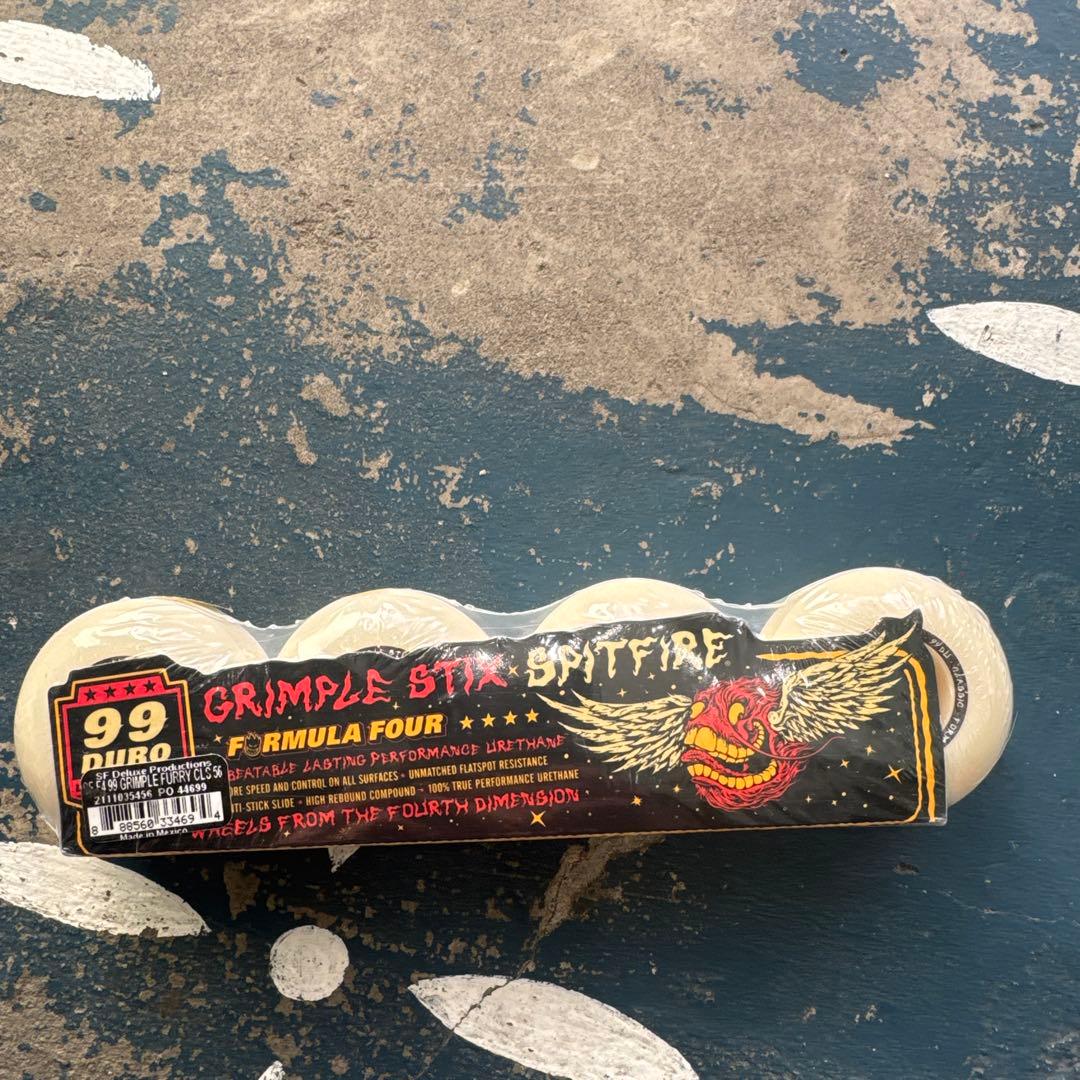 GRIMPLE STIX SPITFIRE
99
DURO
FORMULA FOUR
BEATABLE LASTING PERFORMANCE URETHANE
ORE SPEED AND CONTROL ON ALL SURFACES • UNMATCHED FLATSPOT RESISTANCE
TI-STICK SLIDE • HIGH REBOUND COMPOUND • 100% TRUE PERFORMANCE URETHANE
WHEELS FROM THE FOURTH DIMENSION
SF Deluxe Productions
F4 99 GRIMPLE FURRY CLS 56
2111035456 PO 44699
8 88560 33469 4
Made in Mexico